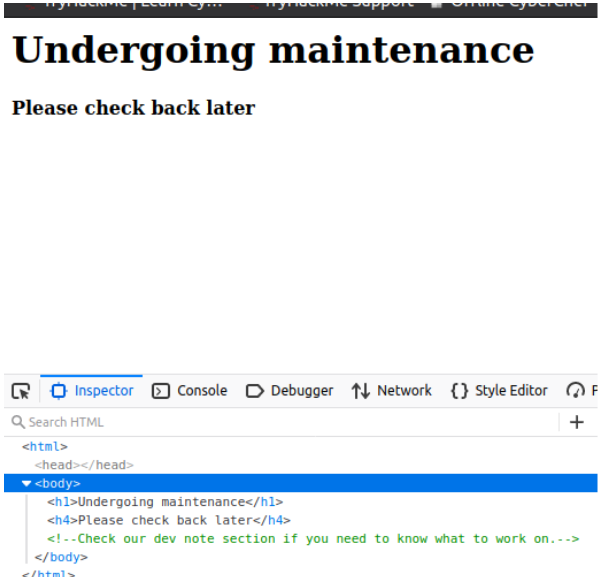 TryHackMe | Learn Cy... TryHackMe Support Offline CyberChef
Undergoing maintenance
Please check back later
Inspector Console Debugger Network {} Style Editor
Search HTML +
<html>
<head></head>
<body>
<h1>Undergoing maintenance</h1>
<h4>Please check back later</h4>
<!--Check our dev note section if you need to know what to work on.-->
</body>
</html>